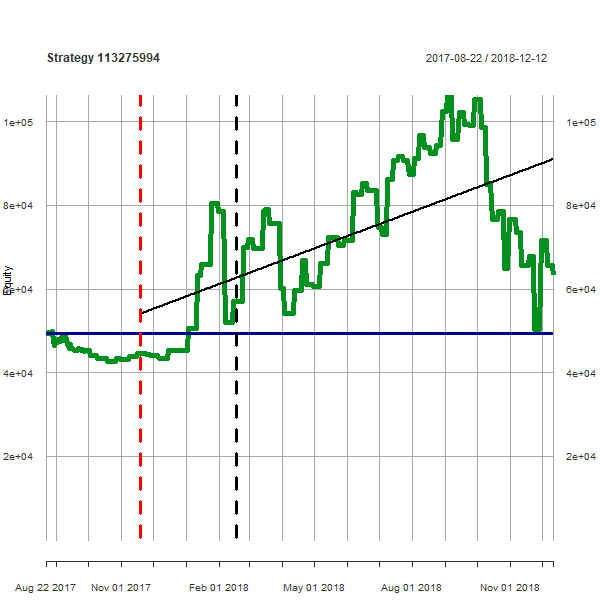 Strategy 113275994
2017-08-22 / 2018-12-12
1e+05
1e+05
8e+04
8e+04
Equity
6e+04
6e+04
4e+04
4e+04
2e+04
2e+04
Aug 22 2017
Nov 01 2017
Feb 01 2018
May 01 2018
Aug 01 2018
Nov 01 2018